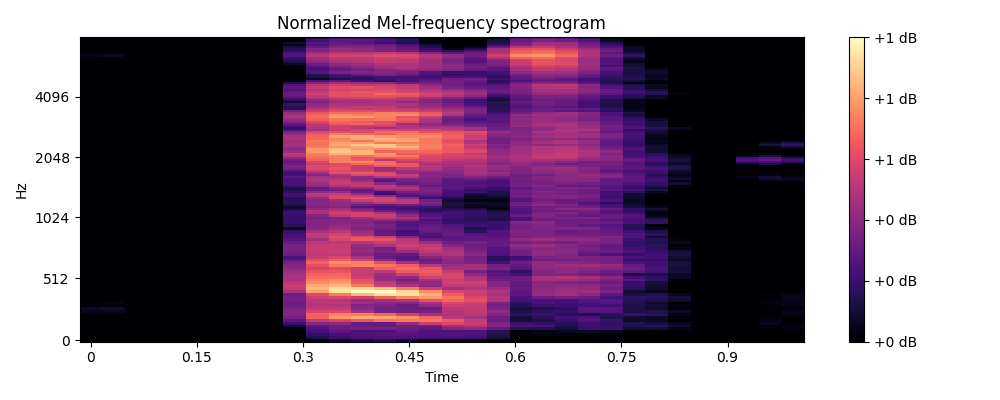 Normalized Mel-frequency spectrogram
Hz
4096
2048
1024
512
0
0 0.15 0.3 0.45 0.6 0.75 0.9
Time
+1 dB
+1 dB
+1 dB
+0 dB
+0 dB
+0 dB